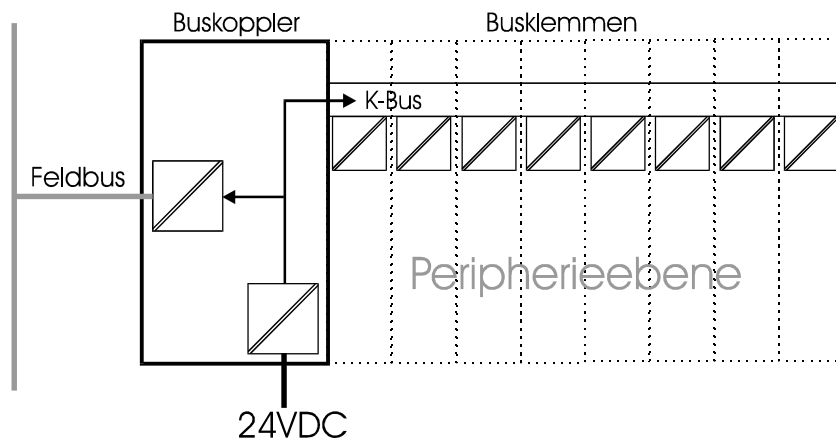 Buskoppler
Busklemmen
K-Bus
Feldbus
Peripherieebene
24VDC